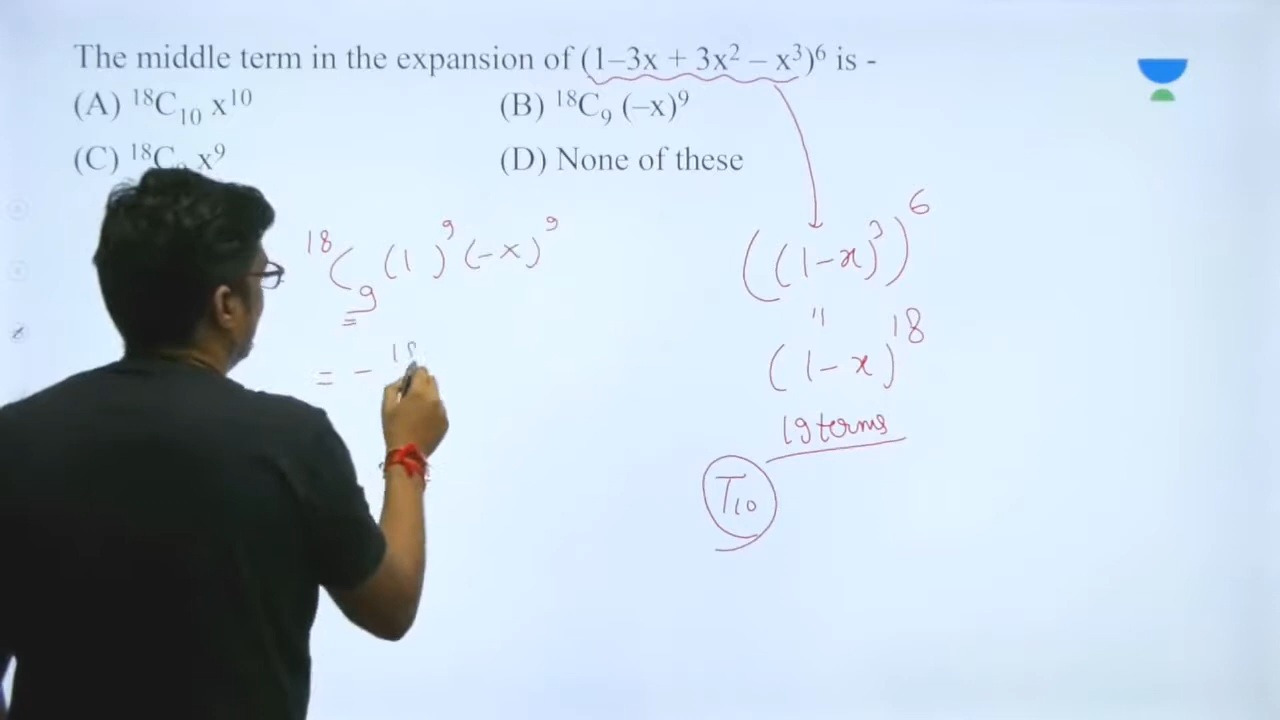 The middle term in the expansion of (1–3x + 3x² – x³)⁶ is -
(A) ¹⁸C₁₀ x¹⁰
(B) ¹⁸C₉ (–x)⁹
(C) ¹⁸C x⁹
(D) None of these
¹⁸C₉ (1)⁹ (-x)⁹
= - 18
((1-x)³)⁶
"
(1-x)¹⁸
19 terms
T₁₀